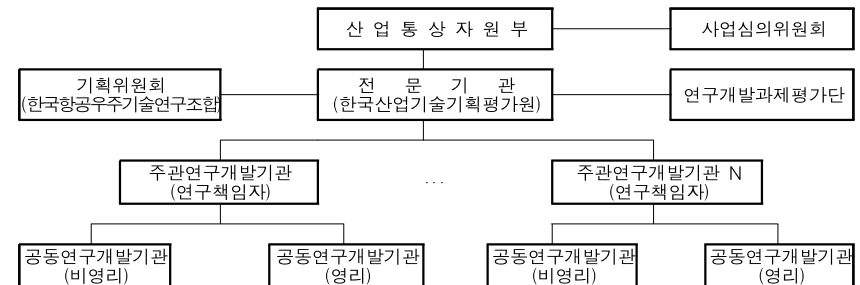 산 업 통 상 자 원 부
사업심의위원회
기획위원회
(한국항공우주기술연구조합)
전 문 기 관
(한국산업기술기획평가원)
연구개발과제평가단
주관연구개발기관
(연구책임자)
...
주관연구개발기관 N
(연구책임자)
공동연구개발기관
(비영리)
공동연구개발기관
(영리)
공동연구개발기관
(비영리)
공동연구개발기관
(영리)